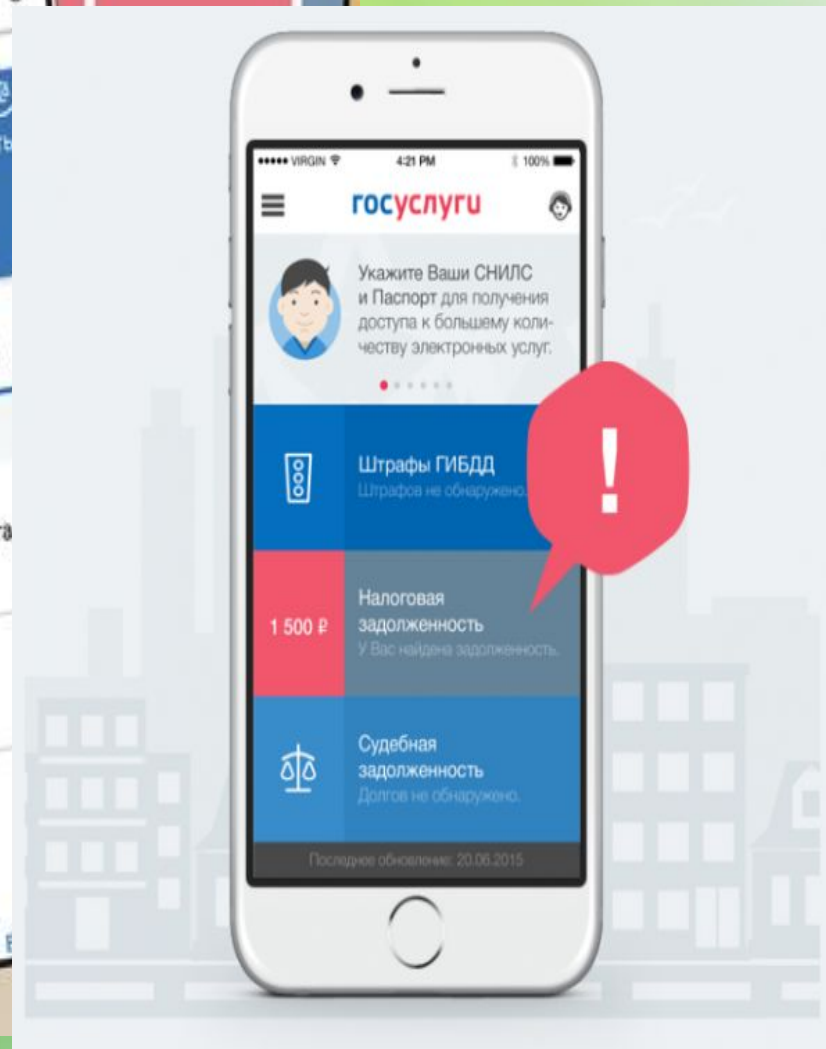 VIRGIN 4:21 PM 100%
госуслуги
Укажите Ваши СНИЛС
и Паспорт для получения
доступа к большему коли-
честву электронных услуг.
Штрафы ГИБДД
Штрафов не обнаружено.
!
1 500 ₽
Налоговая
задолженность
У Вас найдена задолженность.
Судебная
задолженность
Долгов не обнаружено.
Последнее обновление: 20.06.2015